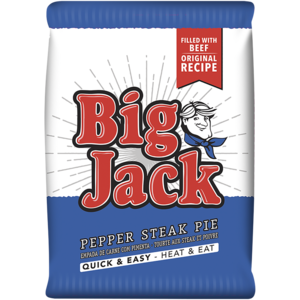 FILLED WITH
BEEF
ORIGINAL
RECIPE
Big
Jack
PEPPER STEAK PIE
EMPADA DE CARNE COM PIMENTA - TOURTE AUX STEAK ET POIVRE
QUICK & EASY - HEAT & EAT